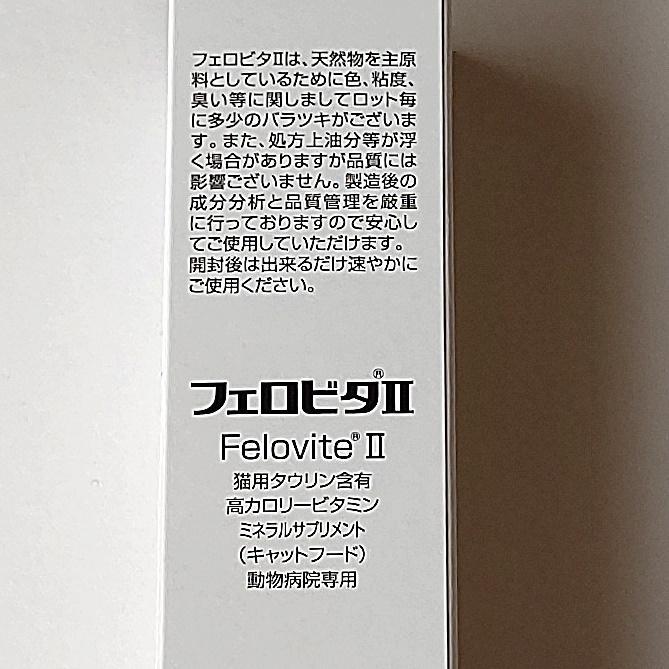 フェロビタⅡは、天然物を主原
料としているために色、粘度、
臭い等に関しましてロット毎
に多少のバラツキがございま
す。また、処方上油分等が浮
く場合がありますが品質には
影響ございません。製造後の
成分分析と品質管理を厳重
に行っておりますので安心し
てご使用していただけます。
開封後は出来るだけ速やかに
ご使用ください。
フェロビタ®Ⅱ
Felovite®Ⅱ
猫用タウリン含有
高カロリービタミン
ミネラルサプリメント
(キャットフード)
動物病院専用